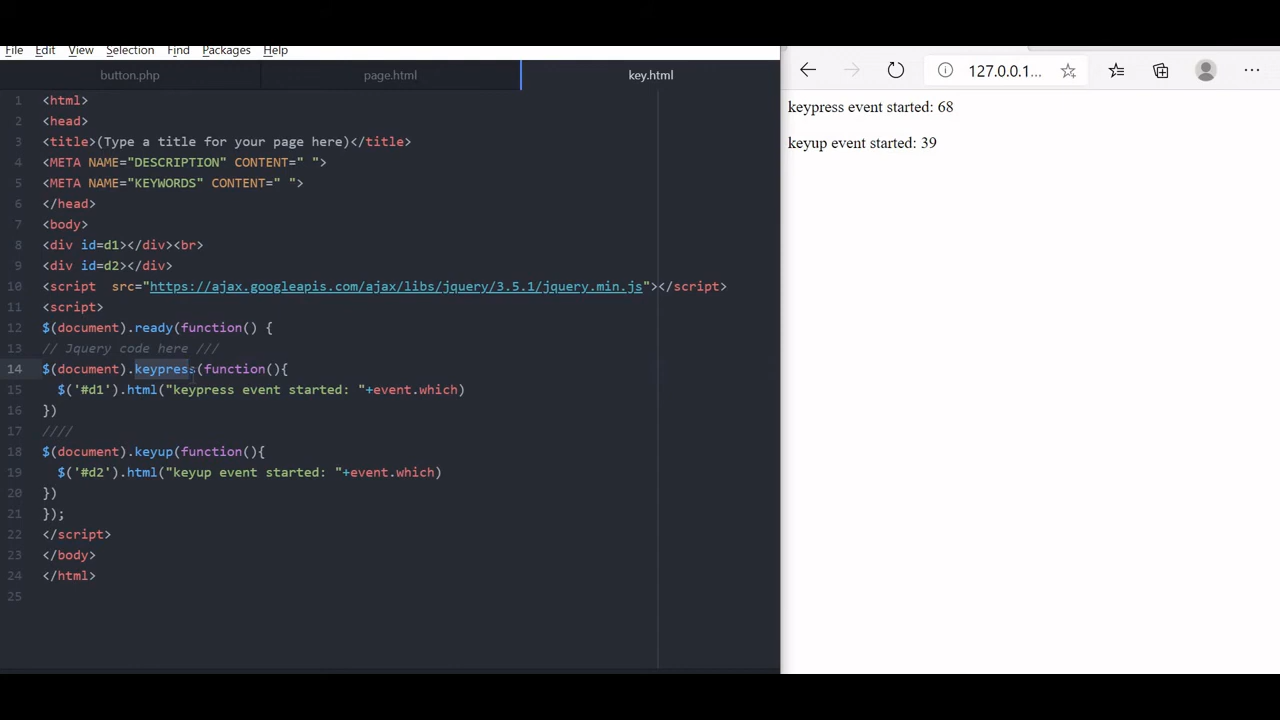 File Edit View Selection Find Packages Help
button.php page.html key.html
1 <html>
2 <head>
3 <title>(Type a title for your page here)</title>
4 <META NAME="DESCRIPTION" CONTENT=" ">
5 <META NAME="KEYWORDS" CONTENT=" ">
6 </head>
7 <body>
8 <div id=d1></div><br>
9 <div id=d2></div>
10 <script  src="https://ajax.googleapis.com/ajax/libs/jquery/3.5.1/jquery.min.js"></script>
11 <script>
12 $(document).ready(function() {
13 // Jquery code here ///
14 $(document).keypress(function(){
15   $('#d1').html("keypress event started: "+event.which)
16 })
17 ////
18 $(document).keyup(function(){
19   $('#d2').html("keyup event started: "+event.which)
20 })
21 });
22 </script>
23 </body>
24 </html>
25
127.0.0.1...
keypress event started: 68
keyup event started: 39